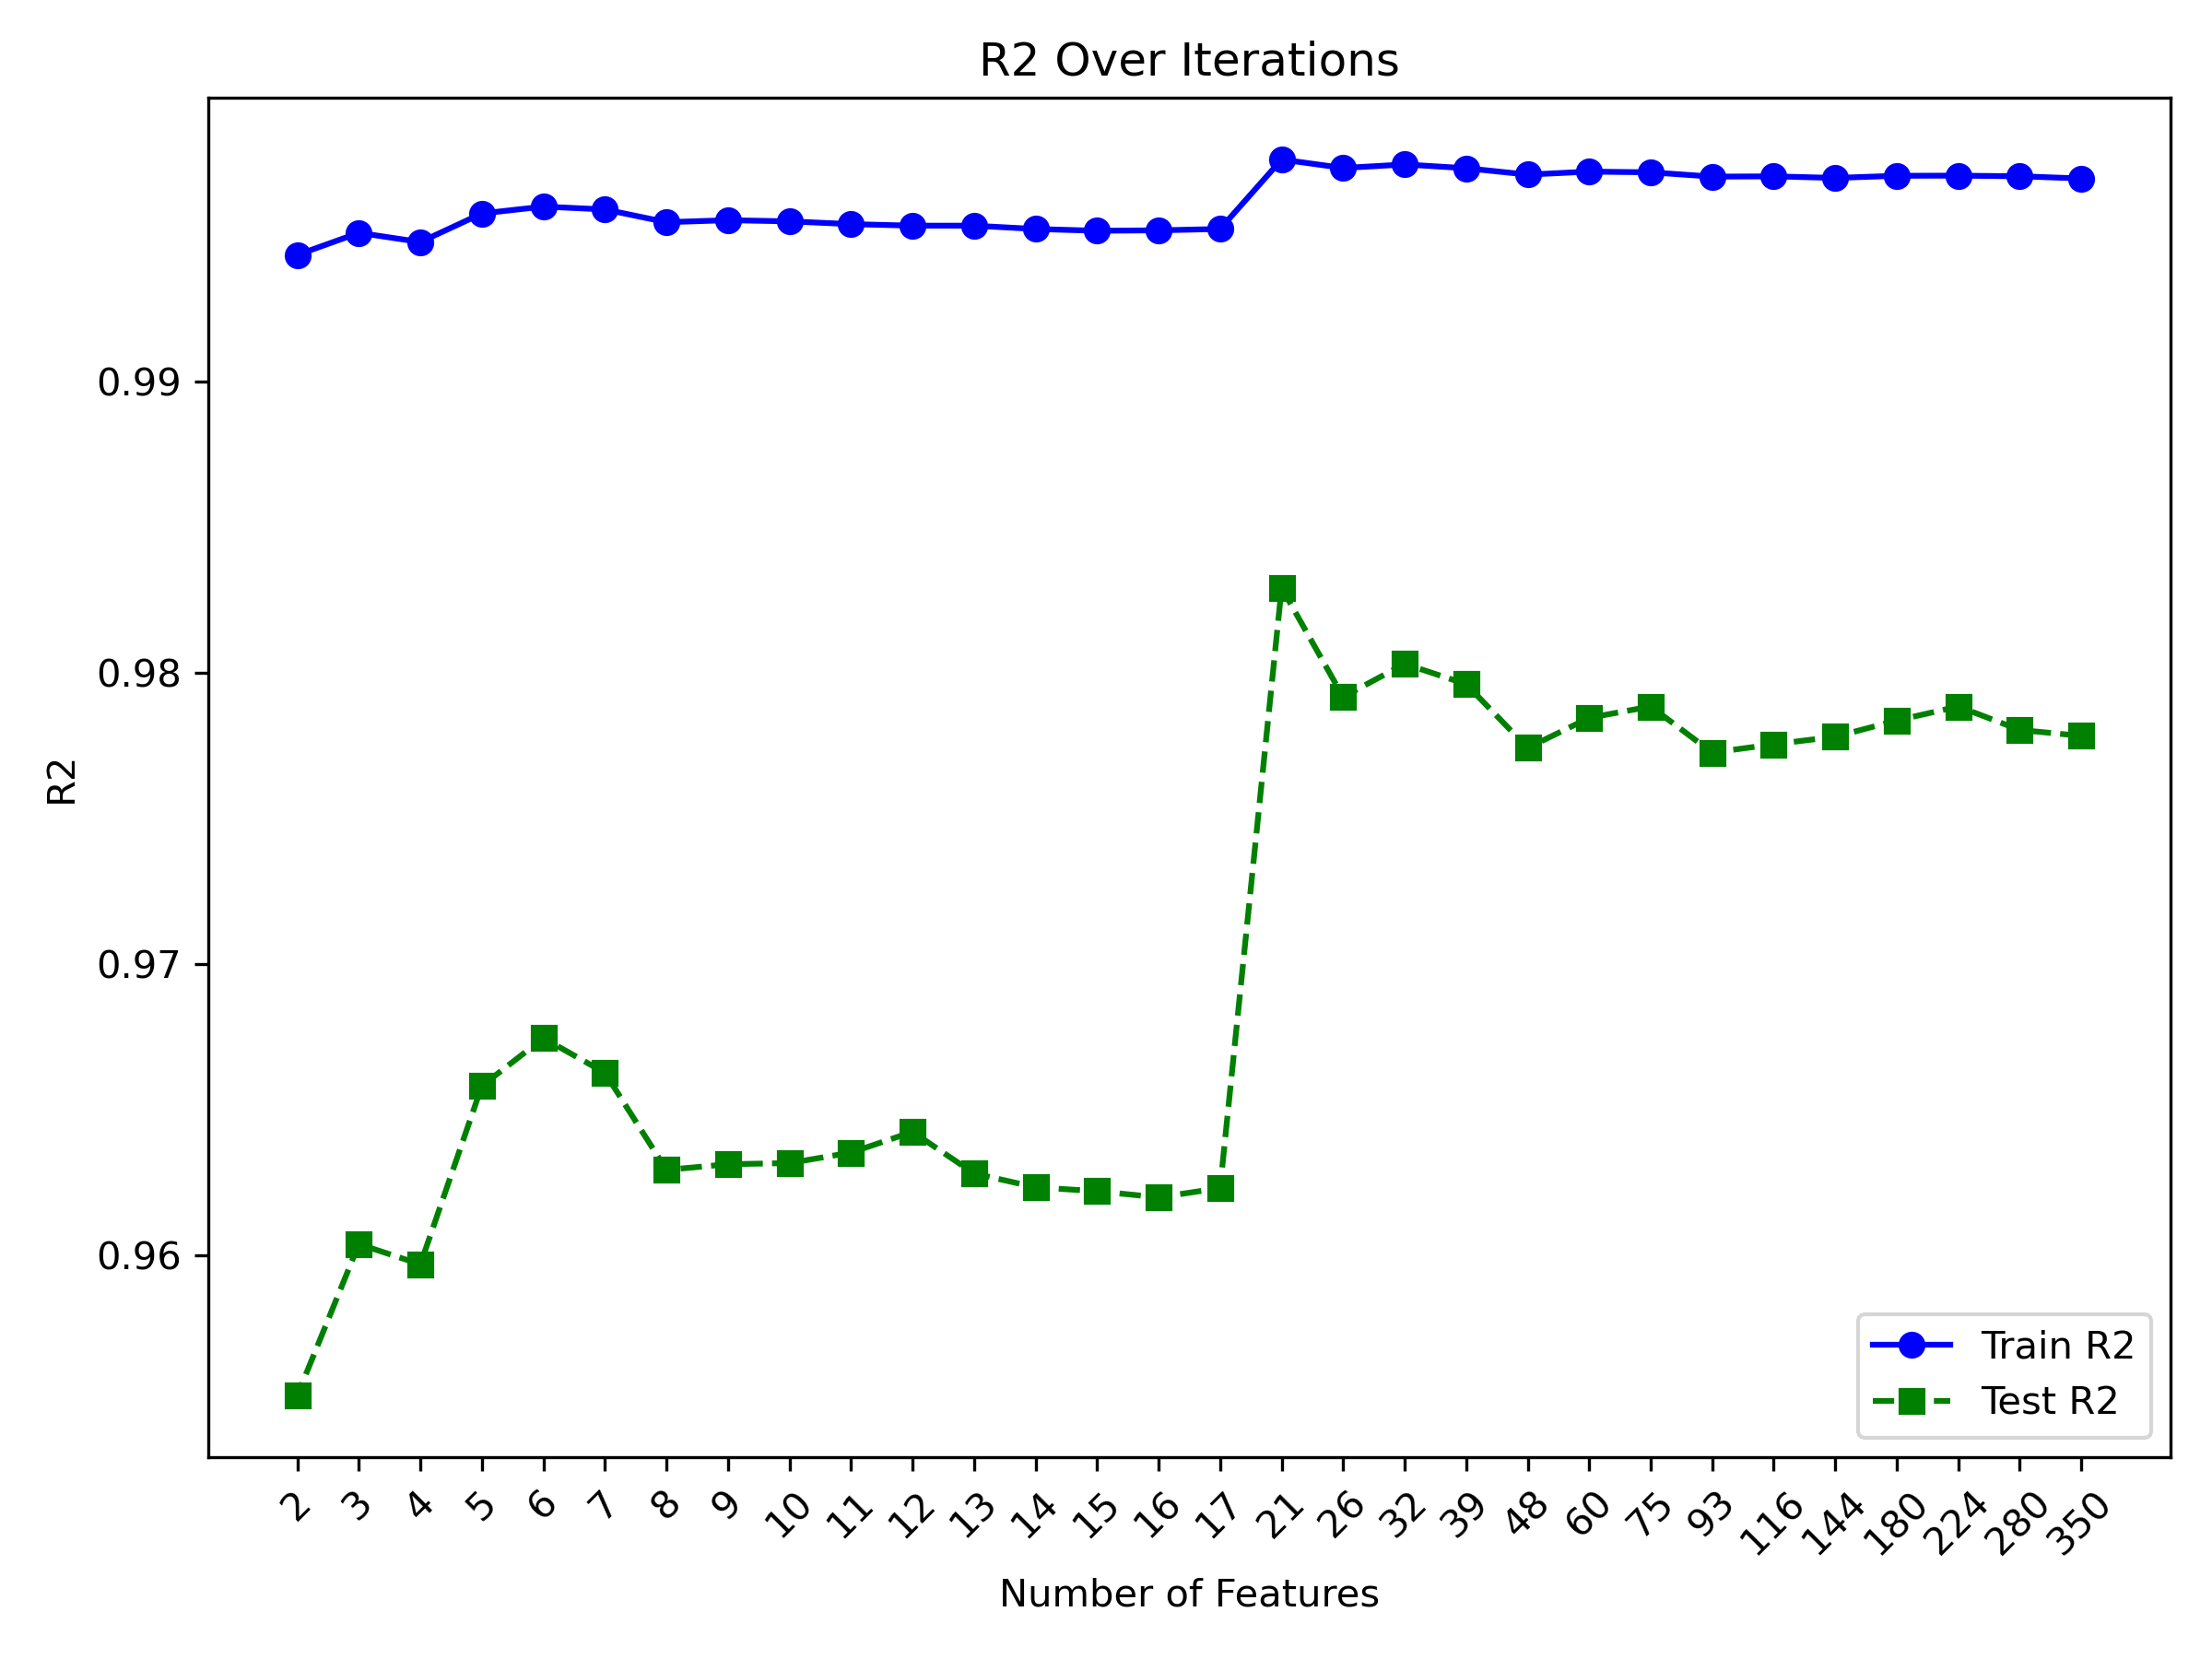 R2 Over Iterations
R2
0.99
0.98
0.97
0.96
Train R2
Test R2
2 3 4 5 6 7 8 9 10 11 12 13 14 15 16 17 21 26 32 39 48 60 75 93 116 144 180 224 280 350
Number of Features